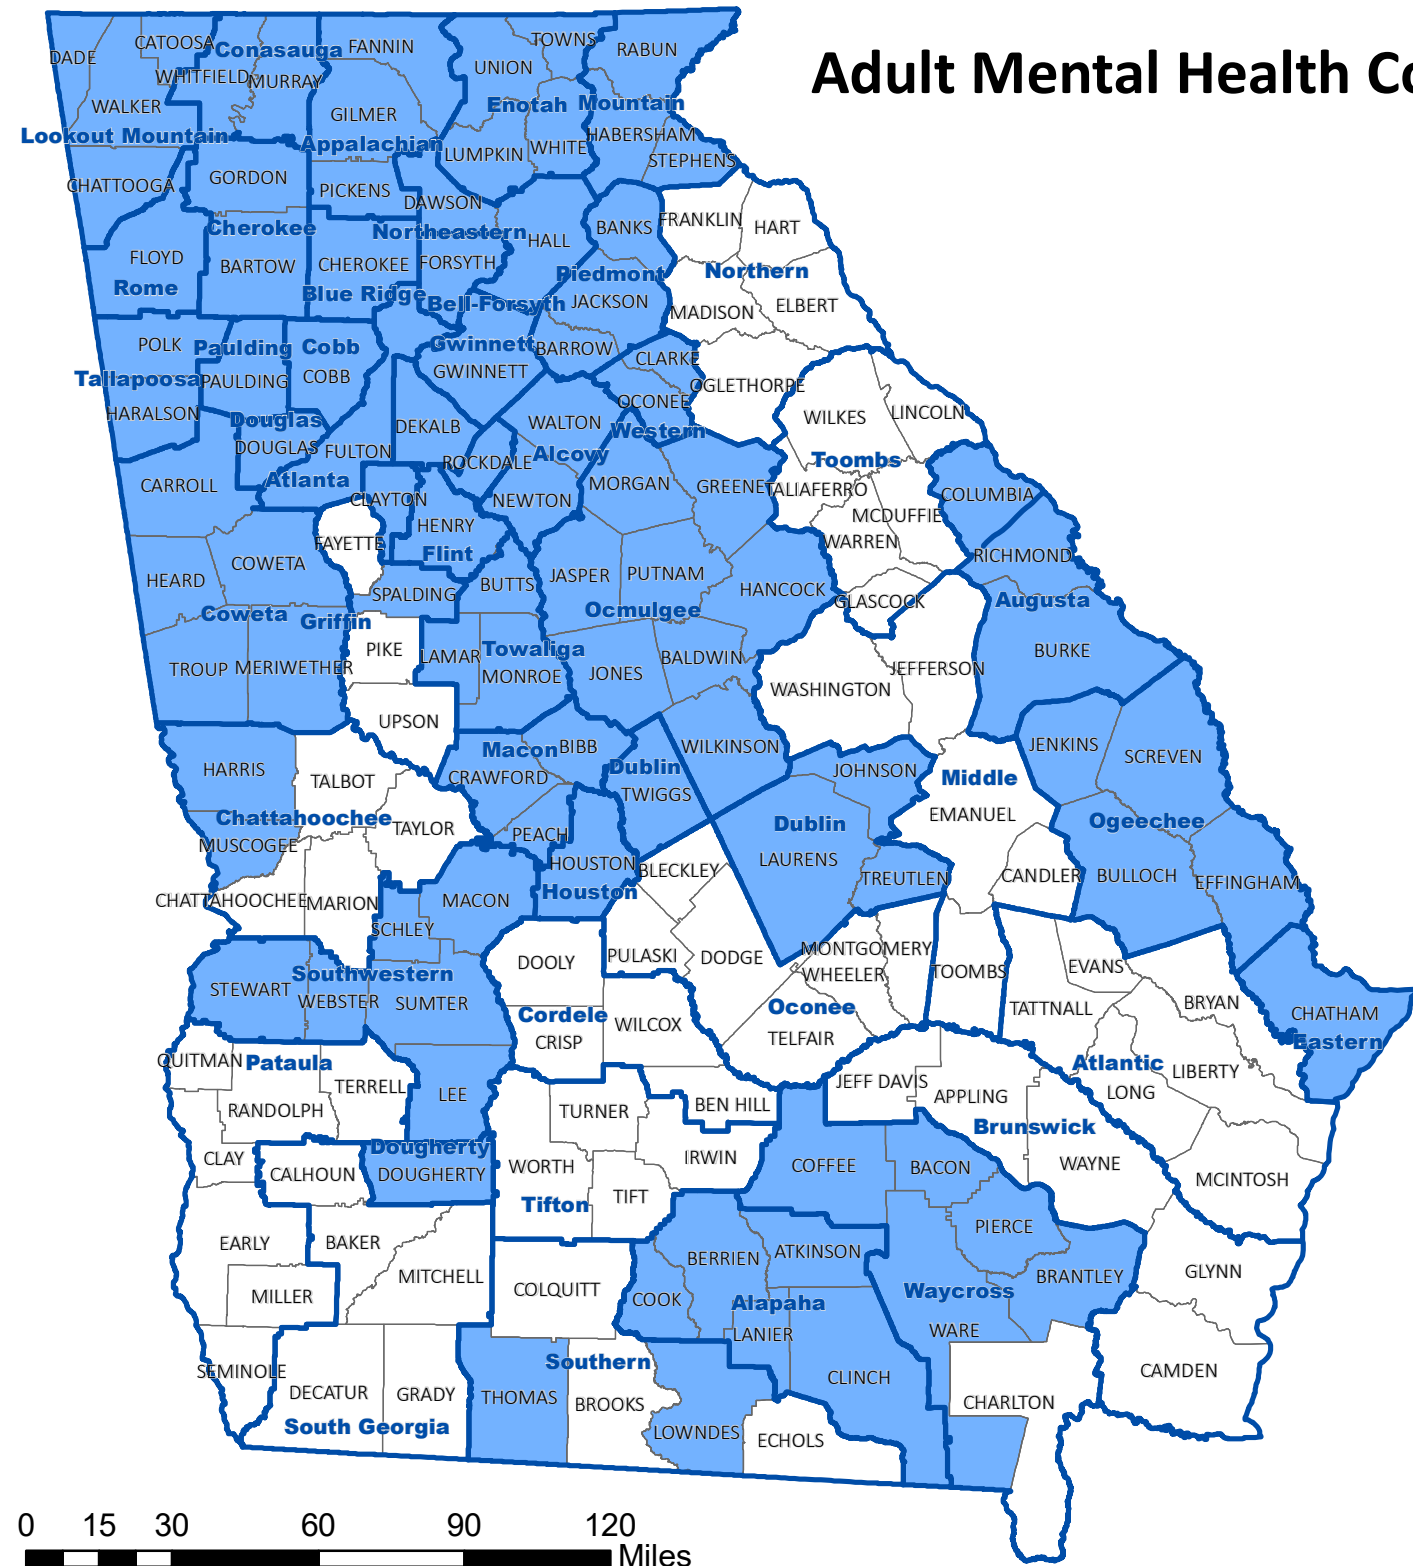 Adult Mental Health Co
DADE
CATOOSA
Conasauga
FANNIN
TOWNS
RABUN
UNION
WHITFIELD
MURRAY
WALKER
GILMER
Enotah
Mountain
Lookout Mountain
Appalachian
HABERSHAM
LUMPKIN
WHITE
STEPHENS
CHATTOOGA
GORDON
PICKENS
DAWSON
Cherokee
Northeastern
HALL
BANKS
FRANKLIN
HART
FLOYD
BARTOW
CHEROKEE
FORSYTH
Piedmont
Northern
Rome
Blue Ridge
Bell-Forsyth
JACKSON
MADISON
ELBERT
POLK
Paulding
Cobb
Gwinnett
BARROW
CLARKE
Tallapoosa
PAULDING
COBB
GWINNETT
OGLETHORPE
HARALSON
Douglas
DEKALB
WALTON
OCONEE
WILKES
LINCOLN
DOUGLAS
FULTON
Western
ROCKDALE
Alcovy
Toombs
CARROLL
Atlanta
CLAYTON
NEWTON
MORGAN
GREENE
TALIAFERRO
COLUMBIA
HENRY
MCDUFFIE
FAYETTE
Flint
WARREN
RICHMOND
HEARD
COWETA
SPALDING
BUTTS
JASPER
PUTNAM
HANCOCK
GLASCOCK
Augusta
Coweta
Griffin
Ocmulgee
TROUP
MERIWETHER
PIKE
LAMAR
Towaliga
MONROE
JONES
BALDWIN
WASHINGTON
JEFFERSON
BURKE
UPSON
HARRIS
TALBOT
Macon
BIBB
WILKINSON
JENKINS
SCREVEN
CRAWFORD
Dublin
TWIGGS
JOHNSON
Middle
Chattahoochee
TAYLOR
PEACH
Dublin
EMANUEL
Ogeechee
MUSCOGEE
HOUSTON
BLECKLEY
LAURENS
TREUTLEN
CANDLER
BULLOCH
EFFINGHAM
CHATTAHOOCHEE
MARION
MACON
Houston
SCHLEY
DOOLY
PULASKI
DODGE
MONTGOMERY
WHEELER
TOOMBS
EVANS
STEWART
Southwestern
WEBSTER
SUMTER
TATTNALL
BRYAN
CHATHAM
Cordele
WILCOX
Oconee
CRISP
TELFAIR
Eastern
QUITMAN
Pataula
TERRELL
LEE
Atlantic
LIBERTY
RANDOLPH
TURNER
BEN HILL
JEFF DAVIS
APPLING
LONG
CLAY
CALHOUN
Dougherty
DOUGHERTY
WORTH
IRWIN
COFFEE
BACON
Brunswick
WAYNE
MCINTOSH
Tifton
TIFT
EARLY
BAKER
MITCHELL
BERRIEN
ATKINSON
PIERCE
MILLER
COLQUITT
COOK
Alapaha
Waycross
BRANTLEY
GLYNN
LANIER
WARE
SEMINOLE
DECATUR
GRADY
THOMAS
Southern
BROOKS
CLINCH
CHARLTON
CAMDEN
South Georgia
LOWNDES
ECHOLS
0 15 30 60 90 120
Miles